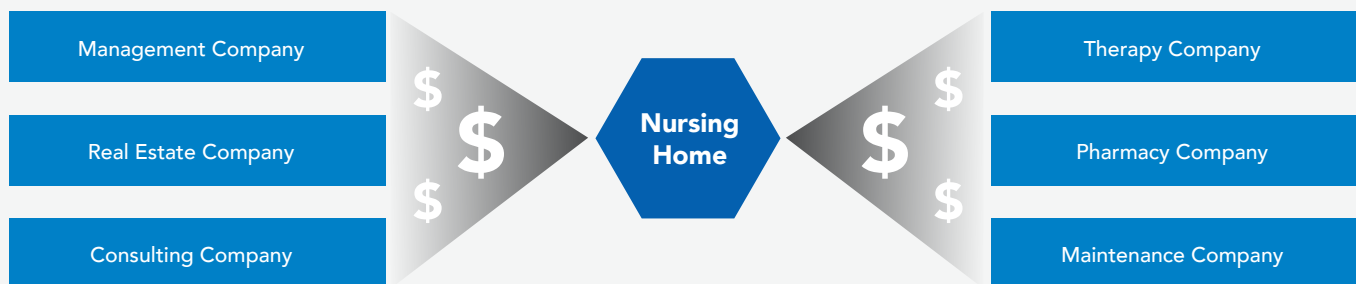 Management Company
Real Estate Company
Consulting Company
$
$
$
Nursing
Home
$
$
$
Therapy Company
Pharmacy Company
Maintenance Company